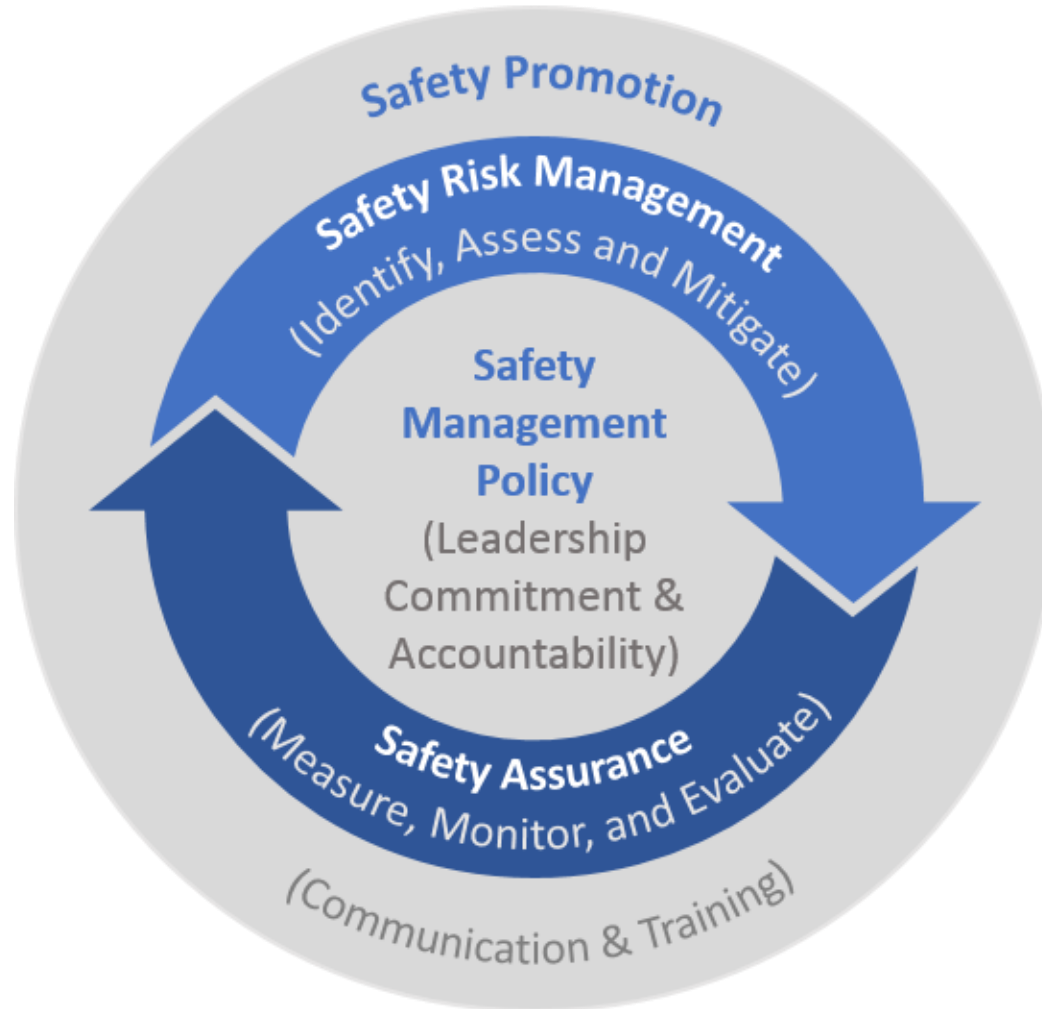 Safety Promotion
Safety Risk Management
(Identify, Assess and Mitigate)
Safety
Management
Policy
(Leadership
Commitment &
Accountability)
Safety Assurance
(Measure, Monitor, and Evaluate)
(Communication & Training)